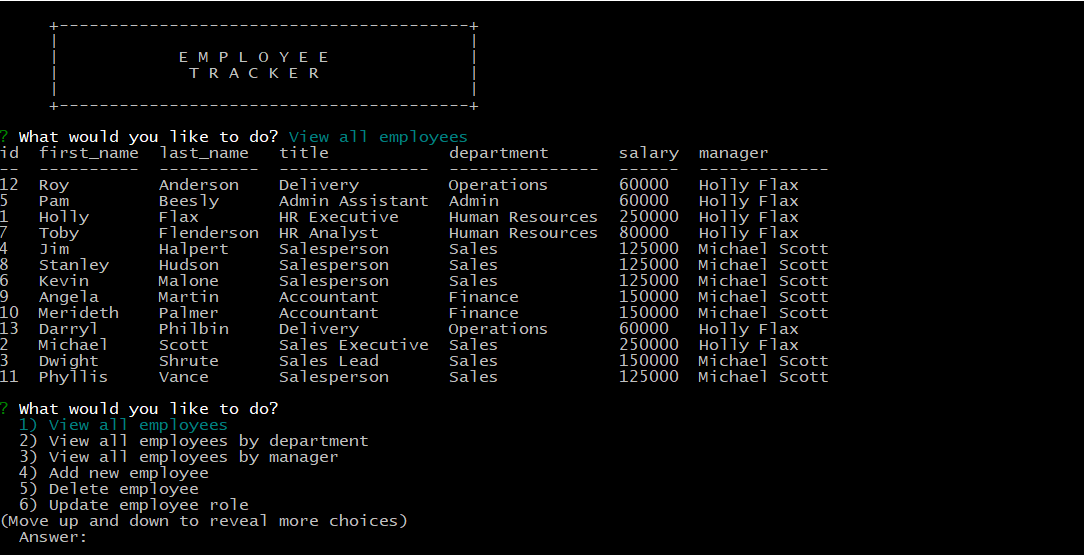 +-----------------------------------------+
|                                         |
|            E M P L O Y E E              |
|             T R A C K E R               |
|                                         |
+-----------------------------------------+
? What would you like to do? View all employees
id  first_name  last_name   title            department       salary  manager
--  ----------  ----------  ---------------  ---------------  ------  -------------
12  Roy         Anderson    Delivery         Operations       60000   Holly Flax
5   Pam         Beesly      Admin Assistant  Admin            60000   Holly Flax
1   Holly       Flax        HR Executive     Human Resources  250000  Holly Flax
7   Toby        Flenderson  HR Analyst       Human Resources  80000   Holly Flax
4   Jim         Halpert     Salesperson      Sales            125000  Michael Scott
8   Stanley     Hudson      Salesperson      Sales            125000  Michael Scott
6   Kevin       Malone      Salesperson      Sales            125000  Michael Scott
9   Angela      Martin      Accountant       Finance          150000  Michael Scott
10  Merideth    Palmer      Accountant       Finance          150000  Michael Scott
13  Darryl      Philbin     Delivery         Operations       60000   Holly Flax
2   Michael     Scott       Sales Executive  Sales            250000  Holly Flax
3   Dwight      Shrute      Sales Lead       Sales            150000  Michael Scott
11  Phyllis     Vance       Salesperson      Sales            125000  Michael Scott
? What would you like to do?
  1) View all employees
  2) View all employees by department
  3) View all employees by manager
  4) Add new employee
  5) Delete employee
  6) Update employee role
(Move up and down to reveal more choices)
  Answer: